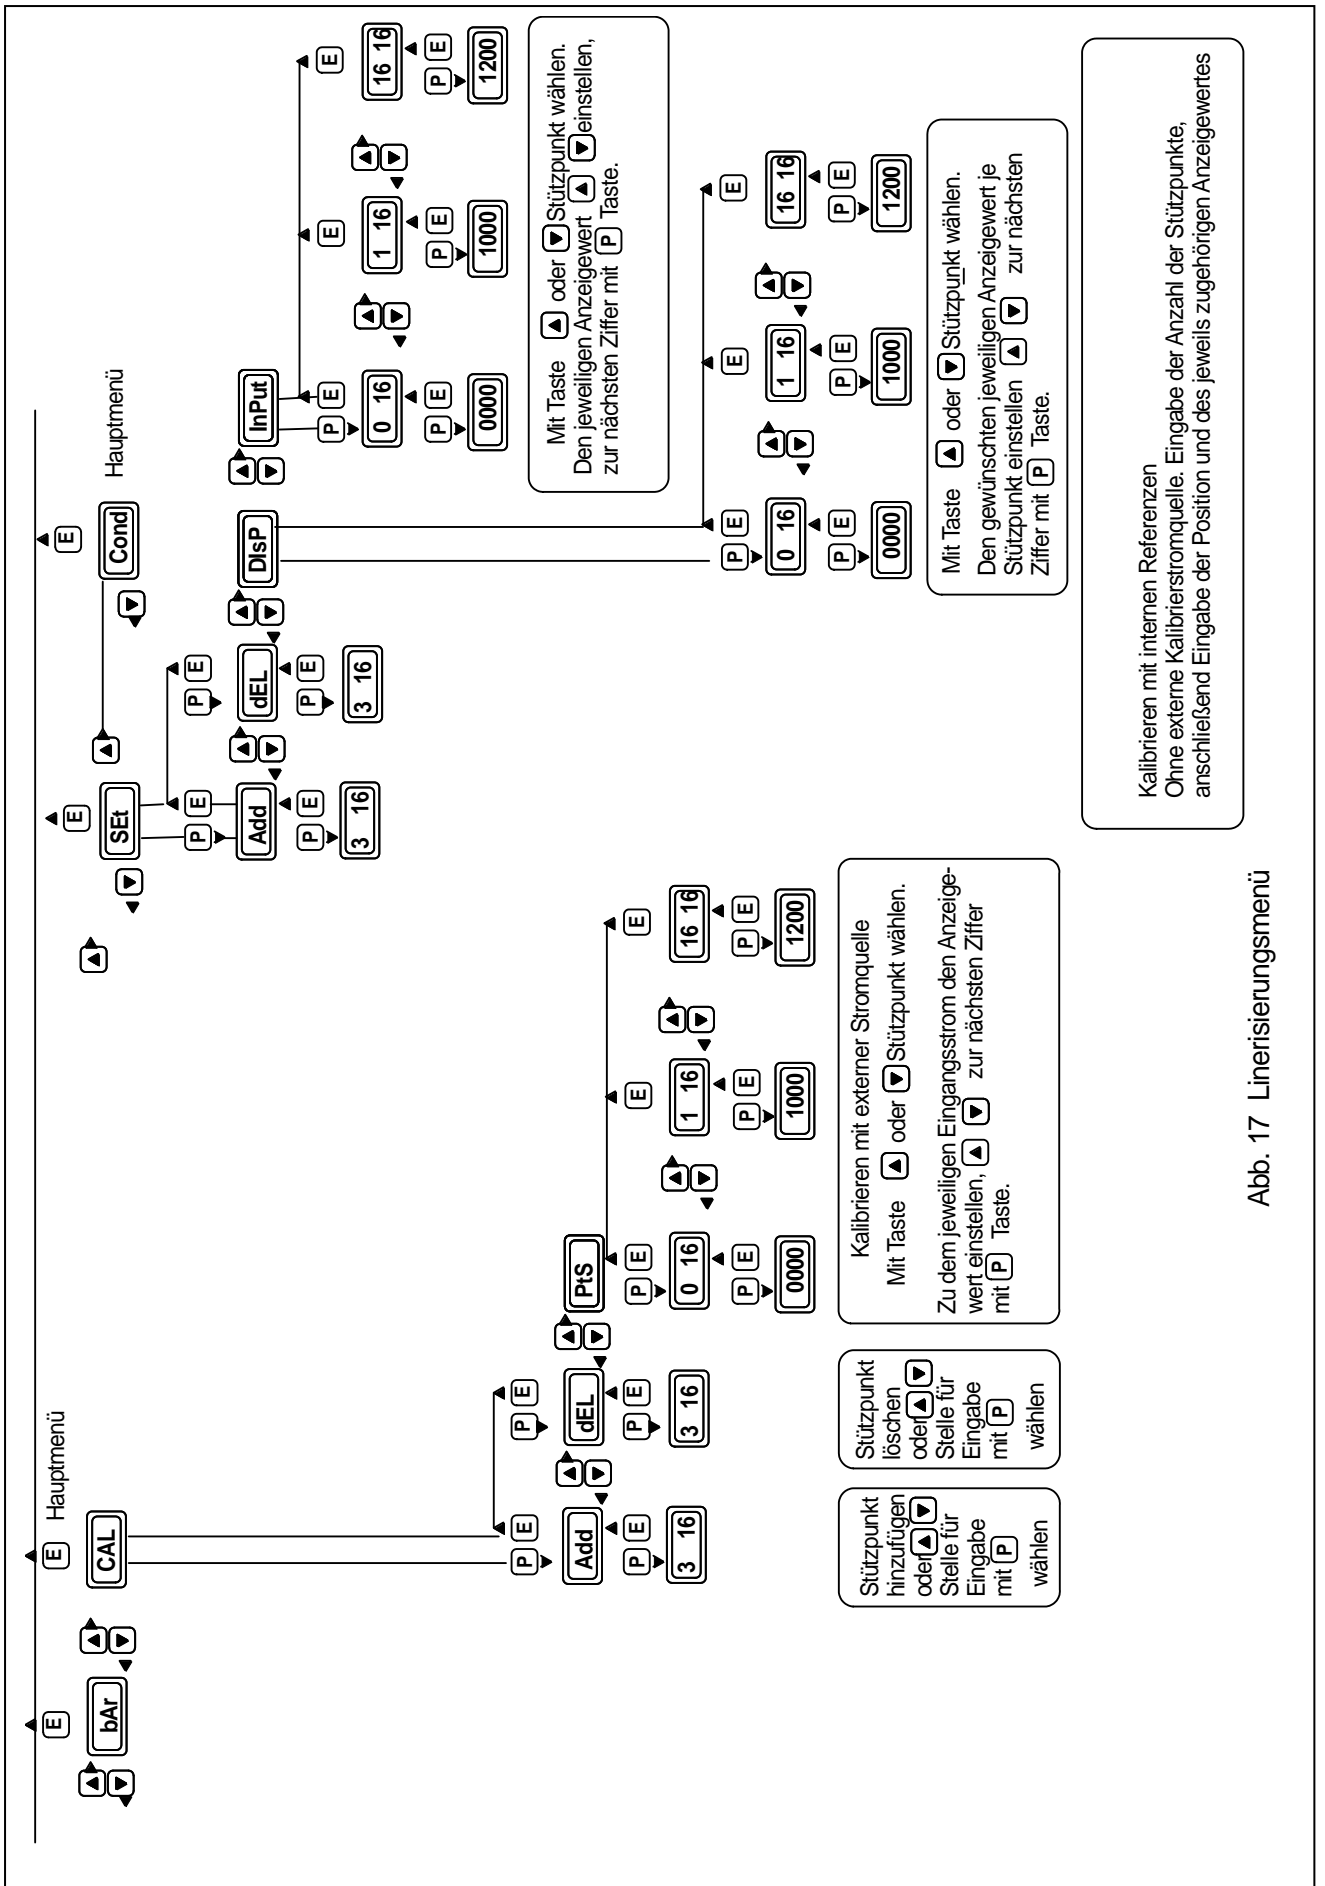 E
E
Hauptmenü
E
E
Hauptmenü
▲ ▼
bAr
▲ ▼
CAL
▲ ▼
SEt
▲ ▼
Cond
P E
P E
Add
▲ ▼
dEL
▲ ▼
DIsP
▲ ▼
InPut
P E
P E
P E
E
E
3 16
3 16
0 16
▲ ▼
1 16
▲ ▼
16 16
P E
P E
P E
0000
1000
1200
Mit Taste ▲ oder ▼ Stützpunkt wählen.
Den jeweiligen Anzeigewert ▲ ▼ einstellen,
zur nächsten Ziffer mit P Taste.
P E
E
E
0 16
▲ ▼
1 16
▲ ▼
16 16
P E
P E
P E
0000
1000
1200
Mit Taste ▲ oder ▼ Stützpunkt wählen.
Den gewünschten jeweiligen Anzeigewert je
Stützpunkt einstellen ▲ ▼ zur nächsten
Ziffer mit P Taste.
P E
P E
Add
▲ ▼
dEL
▲ ▼
PtS
P E
P E
P E
E
E
3 16
3 16
0 16
▲ ▼
1 16
▲ ▼
16 16
P E
P E
P E
0000
1000
1200
Stützpunkt
hinzufügen
oder ▲ ▼
Stelle für
Eingabe
mit P
wählen
Stützpunkt
löschen
oder ▲ ▼
Stelle für
Eingabe
mit P
wählen
Kalibrieren mit externer Stromquelle
Mit Taste ▲ oder ▼ Stützpunkt wählen.
Zu dem jeweiligen Eingangsstrom den Anzeige-
wert einstellen, ▲ ▼ zur nächsten Ziffer
mit P Taste.
Kalibrieren mit internen Referenzen
Ohne externe Kalibrierstromquelle. Eingabe der Anzahl der Stützpunkte,
anschließend Eingabe der Position und des jeweils zugehörigen Anzeigewertes
Abb. 17 Linerisierungsmenü